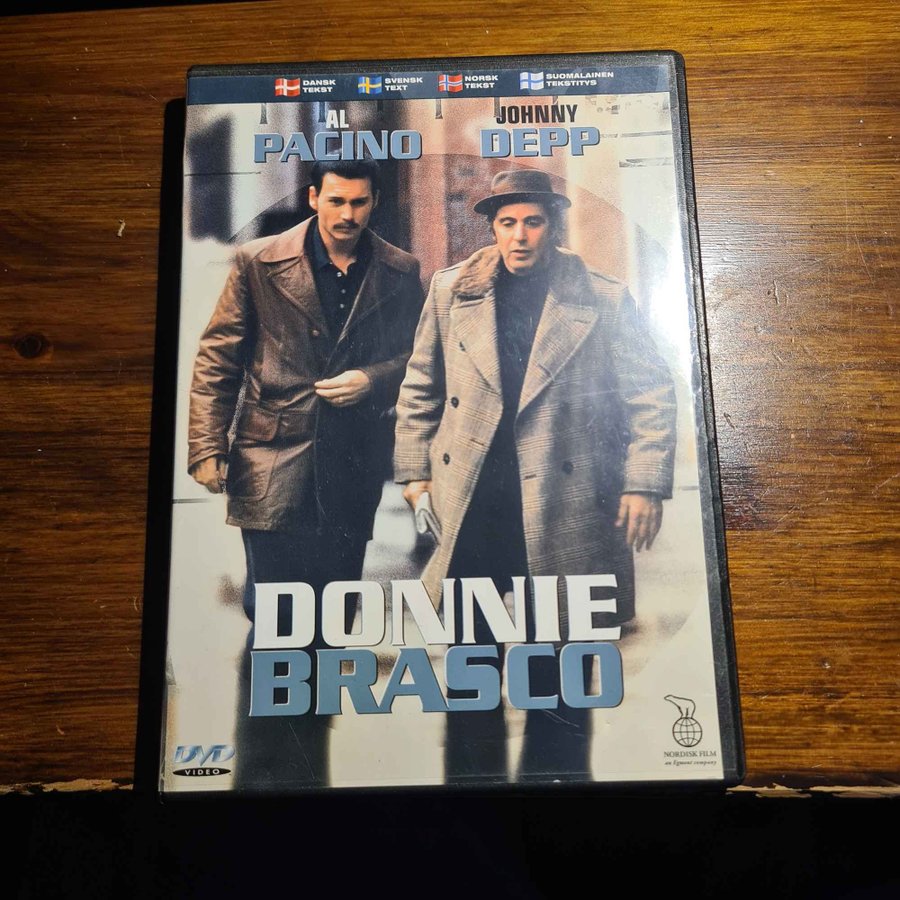 DANSK TEKST
SVENSK TEXT
NORSK TEKST
SUOMALAINEN TEKSTITYS
AL
PACINO
JOHNNY
DEPP
DONNIE
BRASCO
DVD
VIDEO
NORDISK FILM
an Egmont company